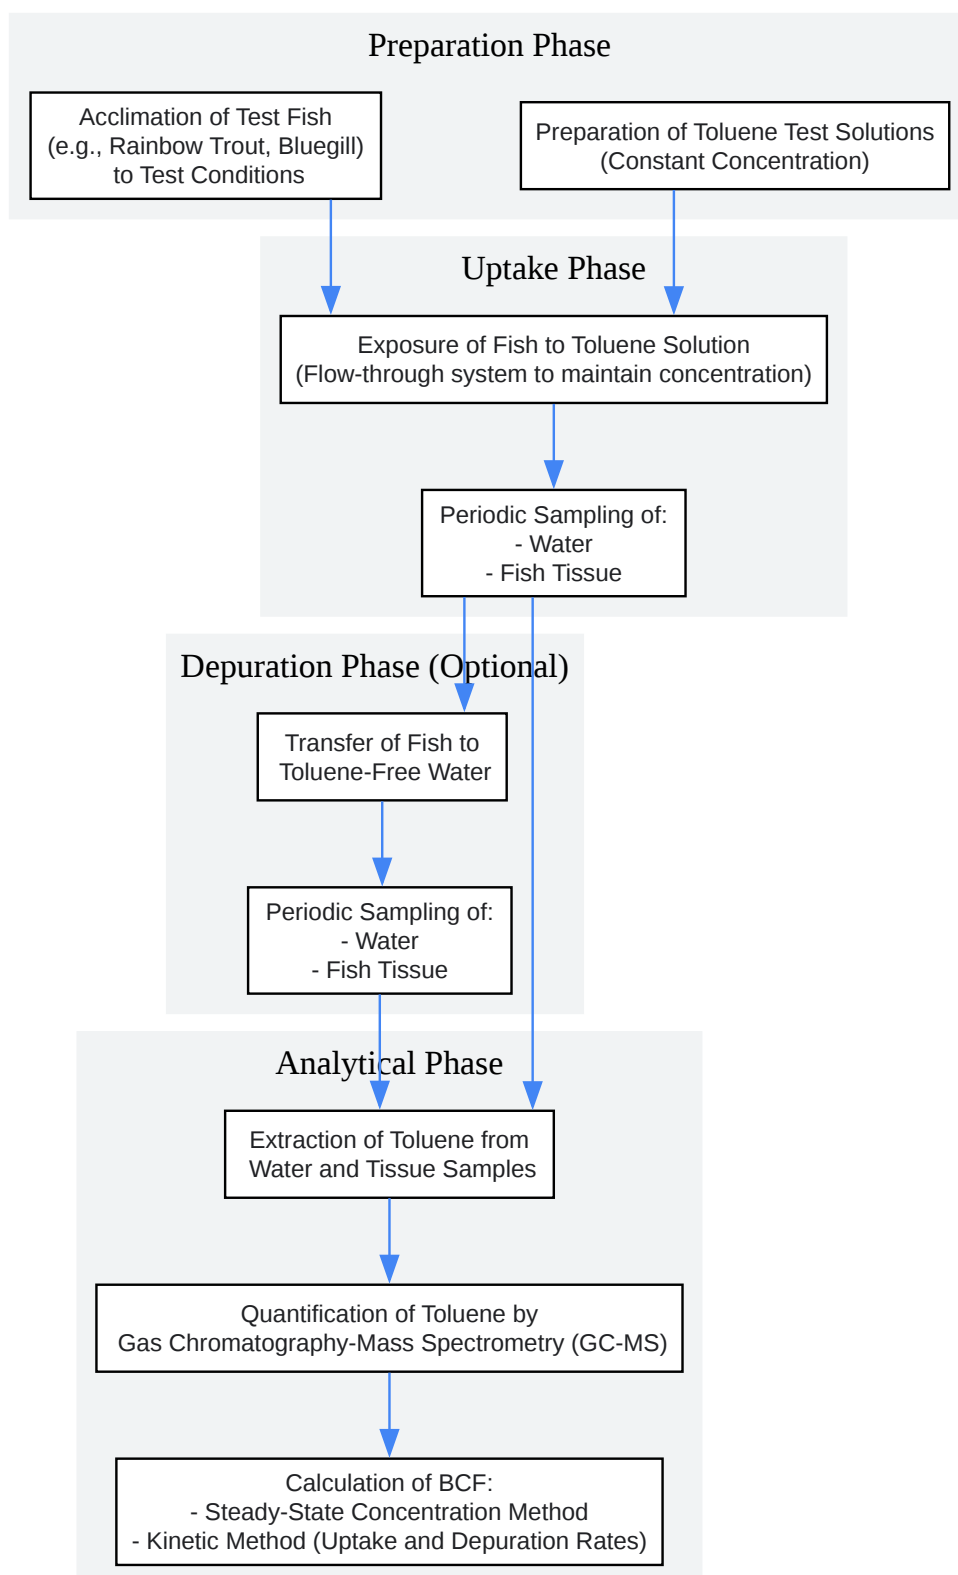 Preparation Phase
Acclimation of Test Fish
(e.g., Rainbow Trout, Bluegill)
to Test Conditions
Preparation of Toluene Test Solutions
(Constant Concentration)
Uptake Phase
Exposure of Fish to Toluene Solution
(Flow-through system to maintain concentration)
Periodic Sampling of:
- Water
- Fish Tissue
Depuration Phase (Optional)
Transfer of Fish to
Toluene-Free Water
Periodic Sampling of:
- Water
- Fish Tissue
Analytical Phase
Extraction of Toluene from
Water and Tissue Samples
Quantification of Toluene by
Gas Chromatography-Mass Spectrometry (GC-MS)
Calculation of BCF:
- Steady-State Concentration Method
- Kinetic Method (Uptake and Depuration Rates)